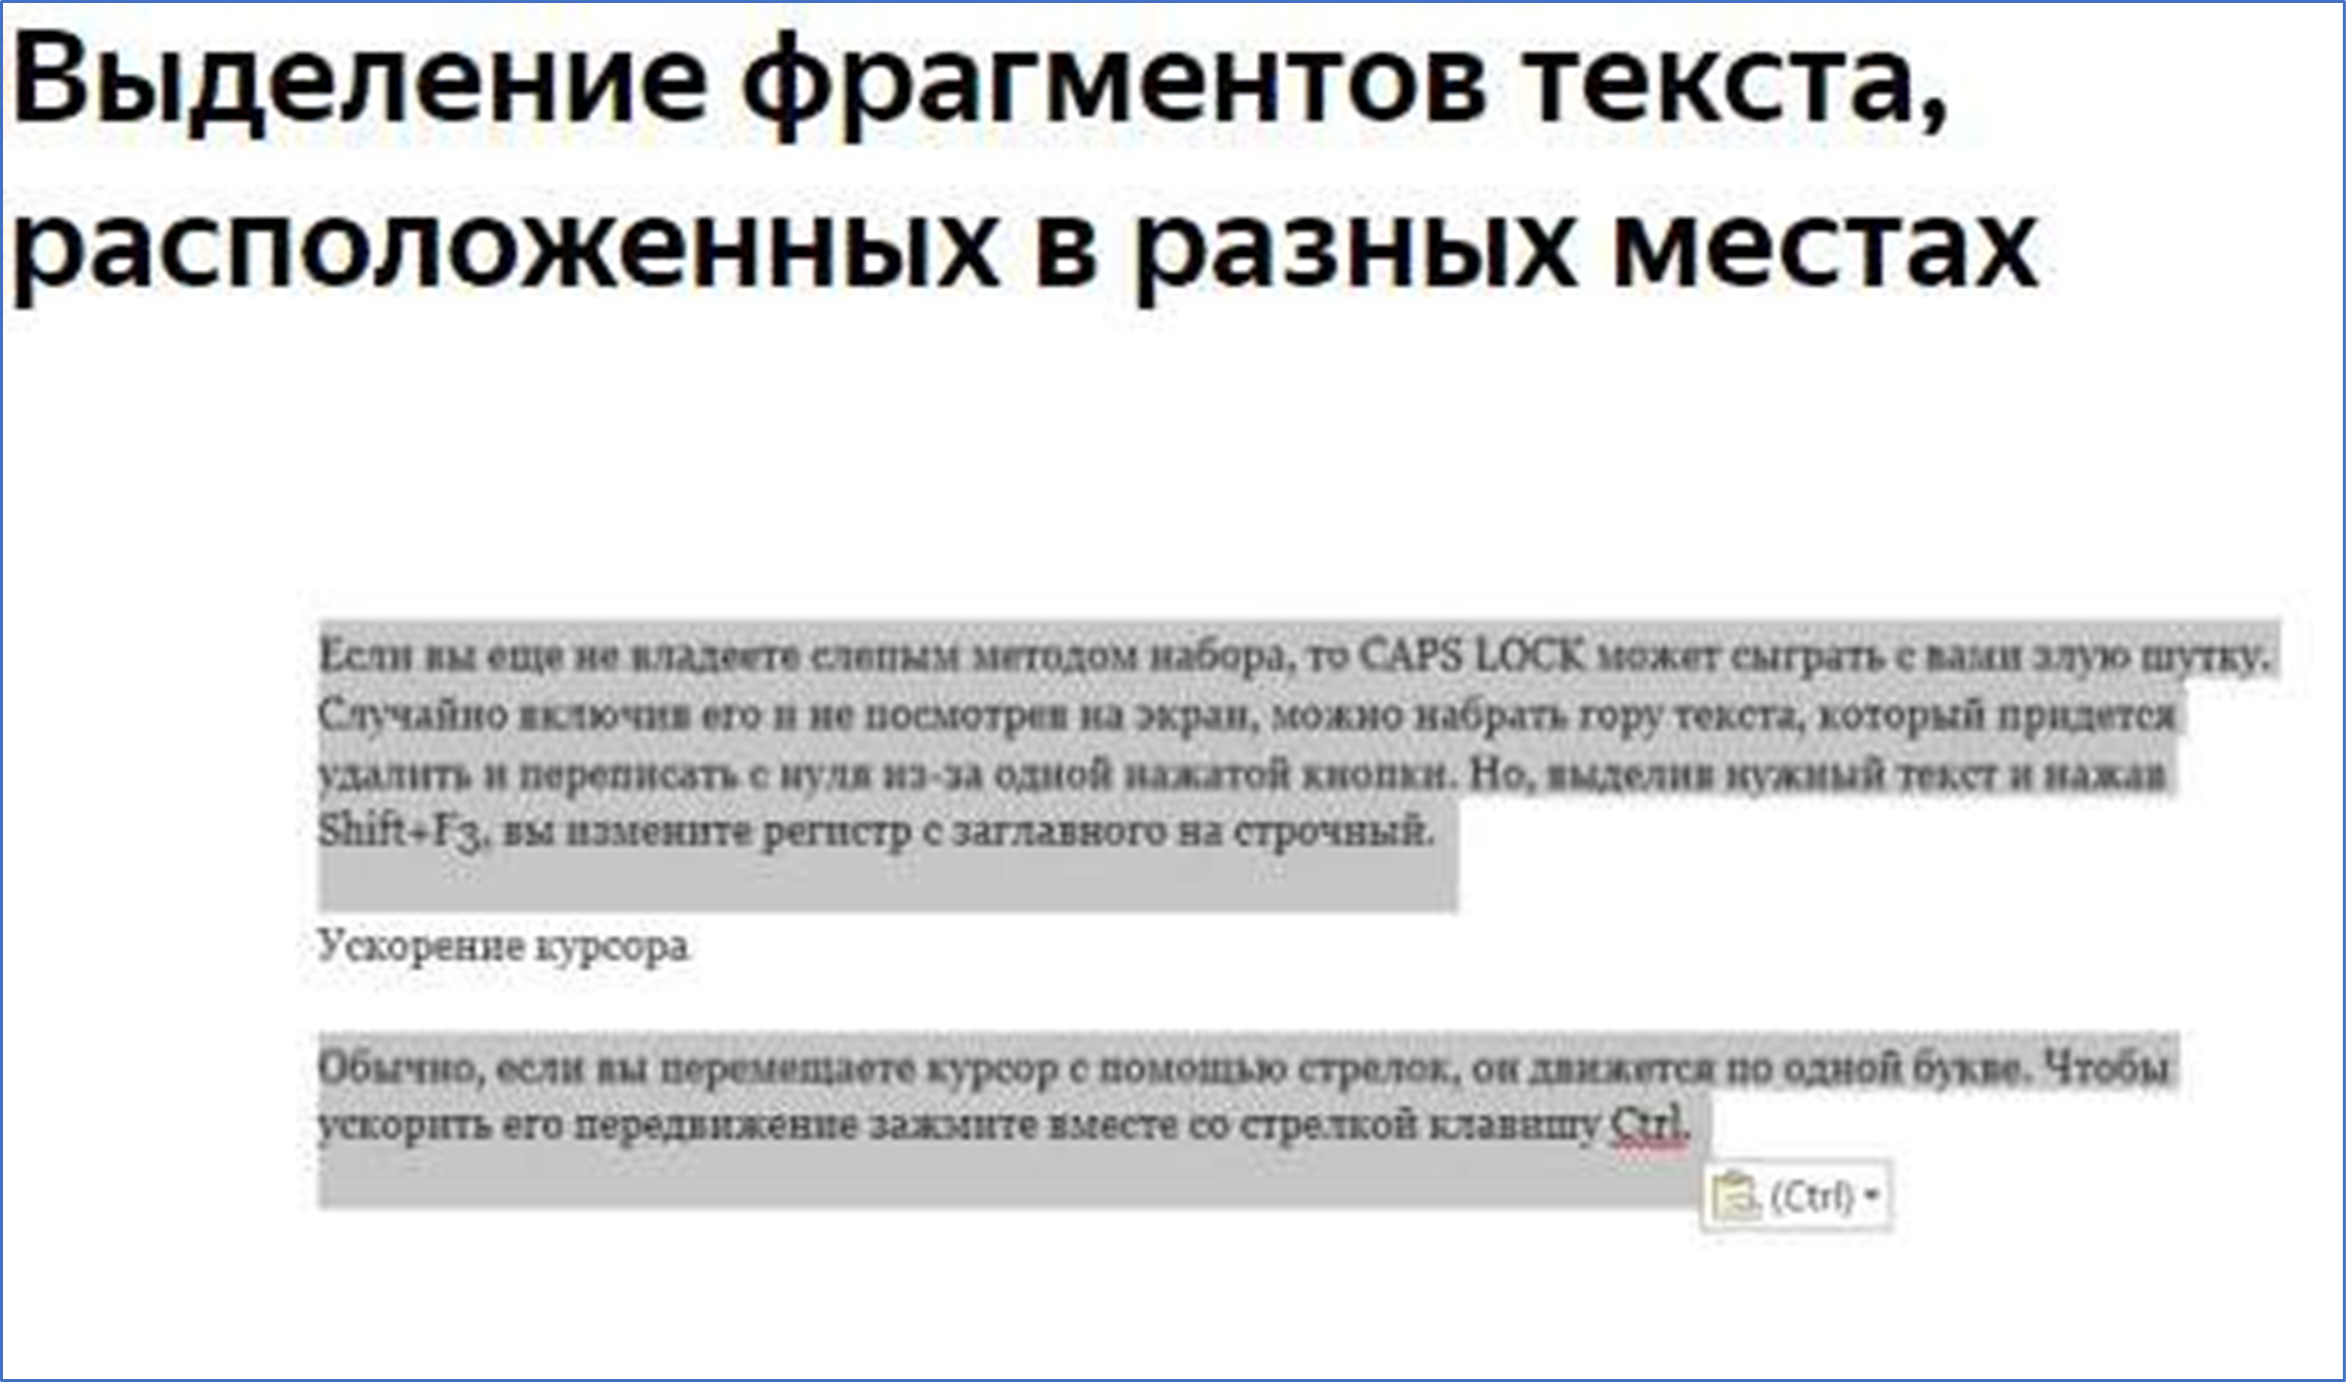 Выделение фрагментов текста,
расположенных в разных местах
Если вы еще не владеете слепым методом набора, то CAPS LOCK может сыграть с вами злую шутку.
Случайно включив его и не посмотрев на экран, можно набрать гору текста, который придется
удалить и переписать с нуля из-за одной нажатой кнопки. Но, выделив нужный текст и нажав
Shift+F3, вы измените регистр с заглавного на строчный.
Ускорение курсора
Обычно, если вы перемещаете курсор с помощью стрелок, он движется по одной букве. Чтобы
ускорить его передвижение зажмите вместе со стрелкой клавишу Ctrl.
(Ctrl)